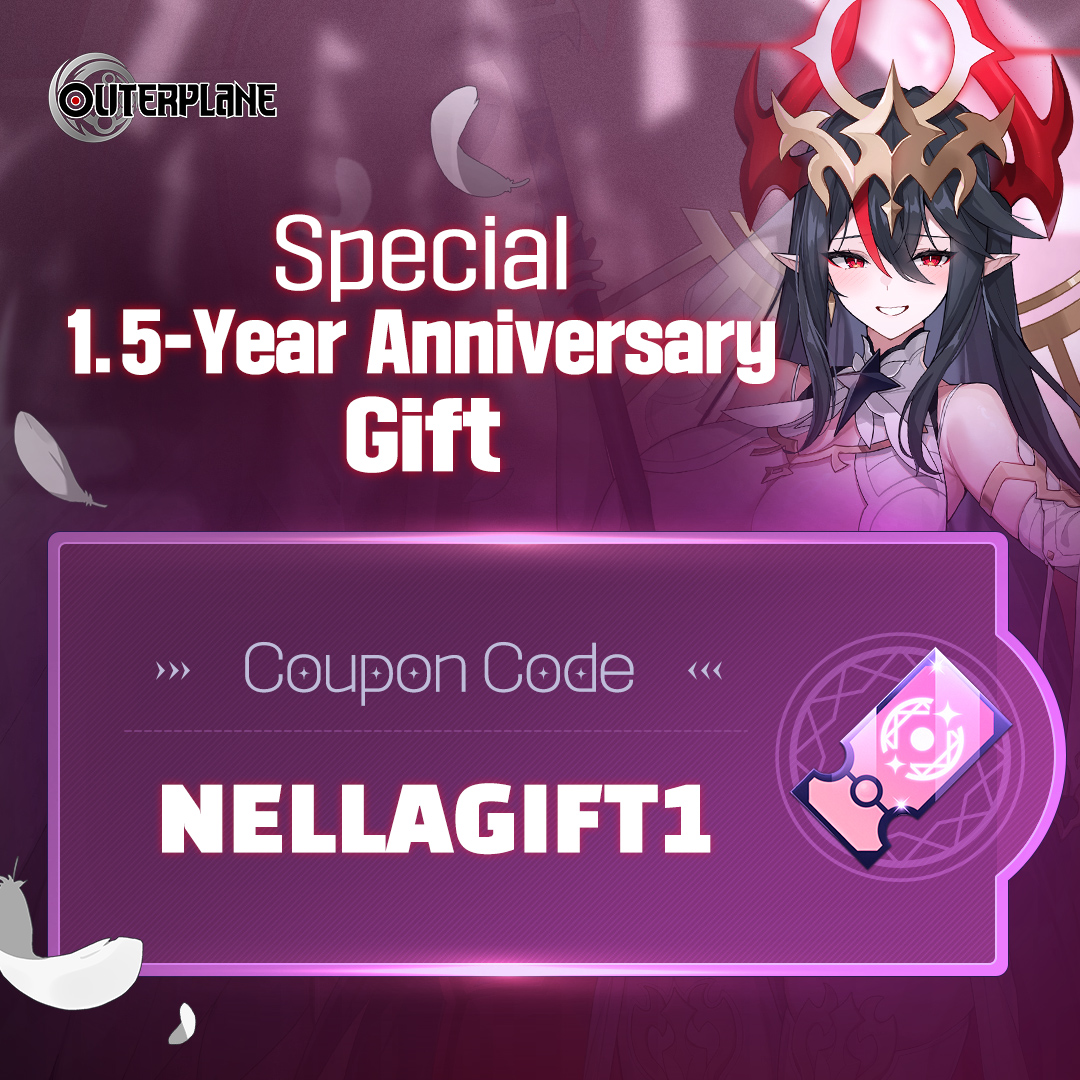 OUTERPLANE
Special
1.5-Year Anniversary
Gift
Coupon Code
NELLAGIFT1